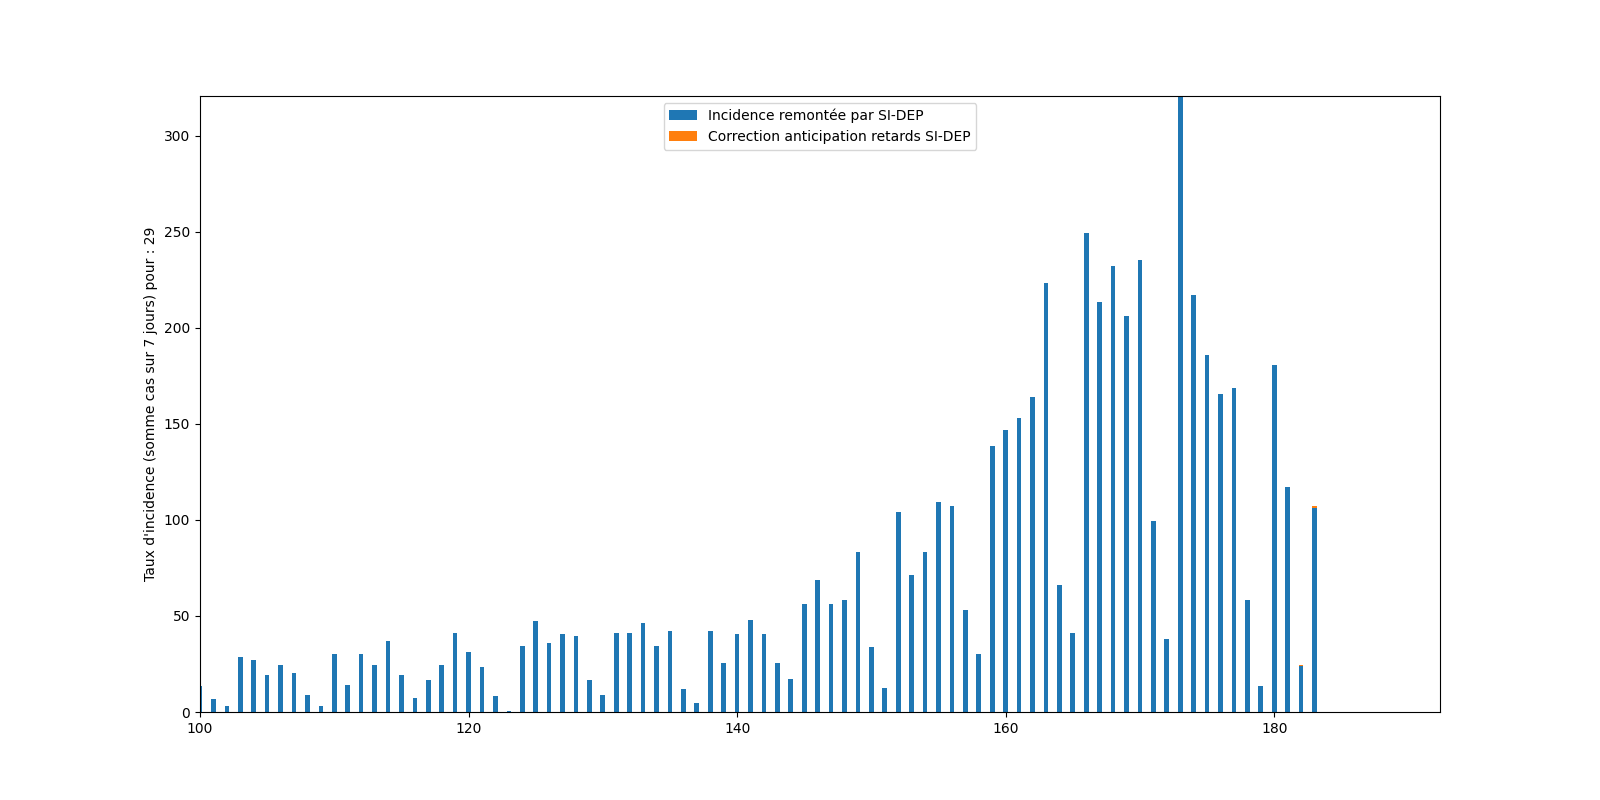 Incidence remontée par SI-DEP
Correction anticipation retards SI-DEP
Taux d'incidence (somme cas sur 7 jours) pour : 29
300
250
200
150
100
50
0
100 120 140 160 180